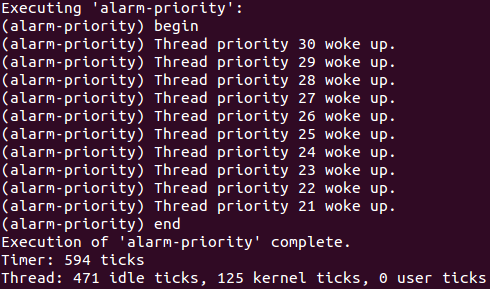 Executing 'alarm-priority':
(alarm-priority) begin
(alarm-priority) Thread priority 30 woke up.
(alarm-priority) Thread priority 29 woke up.
(alarm-priority) Thread priority 28 woke up.
(alarm-priority) Thread priority 27 woke up.
(alarm-priority) Thread priority 26 woke up.
(alarm-priority) Thread priority 25 woke up.
(alarm-priority) Thread priority 24 woke up.
(alarm-priority) Thread priority 23 woke up.
(alarm-priority) Thread priority 22 woke up.
(alarm-priority) Thread priority 21 woke up.
(alarm-priority) end
Execution of 'alarm-priority' complete.
Timer: 594 ticks
Thread: 471 idle ticks, 125 kernel ticks, 0 user ticks